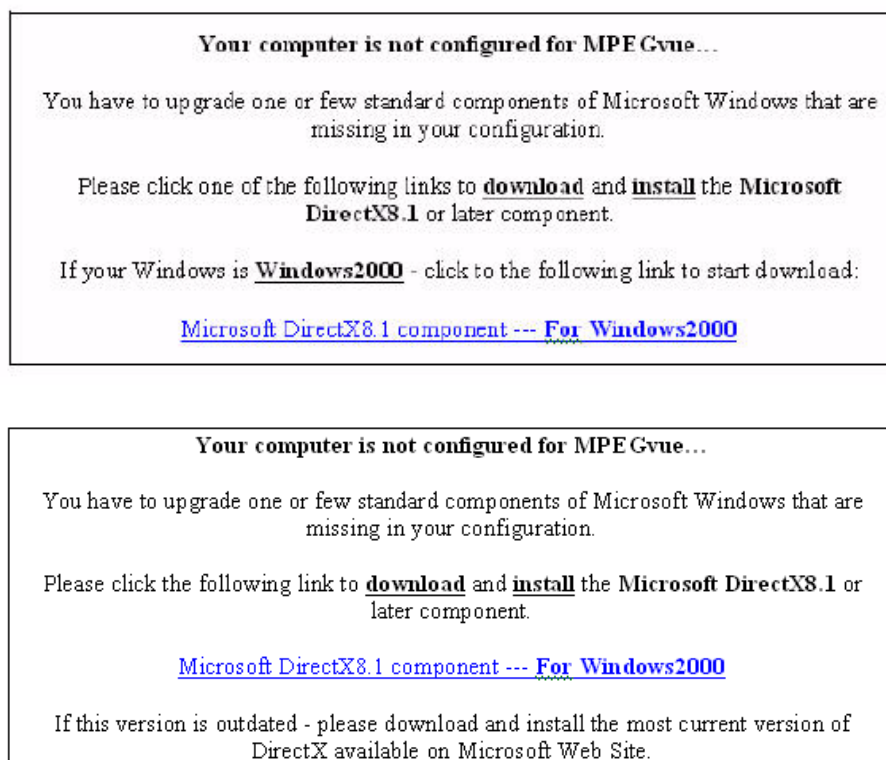 Your computer is not configured for MPEGvue...
You have to upgrade one or few standard components of Microsoft Windows that are
missing in your configuration.
Please click one of the following links to download and install the Microsoft
DirectX8.1 or later component.
If your Windows is Windows2000 - click to the following link to start download:
Microsoft DirectX8.1 component --- For Windows2000
Your computer is not configured for MPEGvue...
You have to upgrade one or few standard components of Microsoft Windows that are
missing in your configuration.
Please click the following link to download and install the Microsoft DirectX8.1 or
later component.
Microsoft DirectX8.1 component --- For Windows2000
If this version is outdated - please download and install the most current version of
DirectX available on Microsoft Web Site.